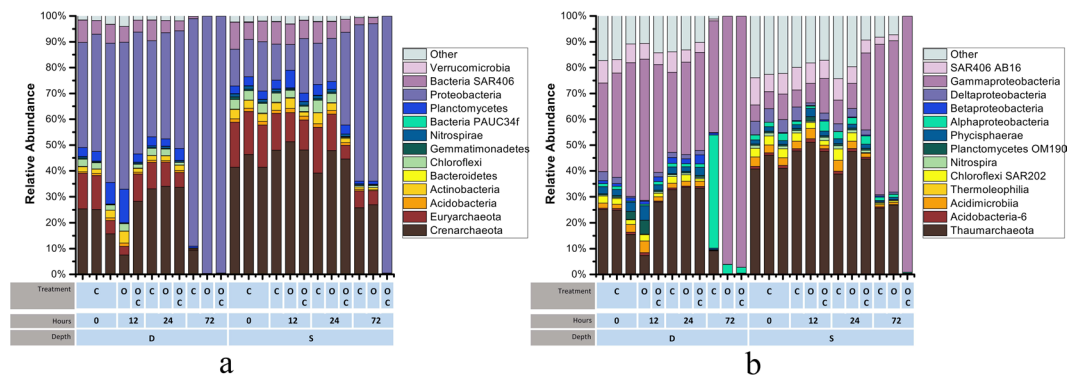 100%
90%
80%
70%
60%
50%
40%
30%
20%
10%
0%
Relative Abundance
Other
Verrucomicrobia
Bacteria SAR406
Proteobacteria
Planctomycetes
Bacteria PAUC34f
Nitrospirae
Gemmatimonadetes
Chloroflexi
Bacteroidetes
Actinobacteria
Acidobacteria
Euryarchaeota
Crenarchaeota
Treatment C O O C C O O C C O O C C C O O C C O O C C O O C
Hours 0 12 24 72 0 12 24 72
Depth D S
a
100%
90%
80%
70%
60%
50%
40%
30%
20%
10%
0%
Relative Abundance
Other
SAR406 AB16
Gammaproteobacteria
Deltaproteobacteria
Betaproteobacteria
Alphaproteobacteria
Phycisphaerae
Planctomycetes OM190
Nitrospira
Chloroflexi SAR202
Thermoleophilia
Acidimicrobiia
Acidobacteria-6
Thaumarchaeota
Treatment C O O C C O O C C O O C C C O O C C O O C C O O C
Hours 0 12 24 72 0 12 24 72
Depth D S
b